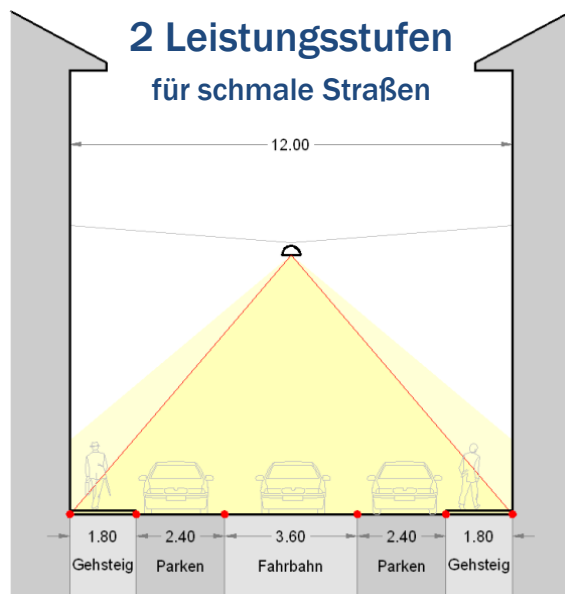 2 Leistungsstufen
für schmale Straßen
12.00
1.80 2.40 3.60 2.40 1.80
Gehsteig Parken Fahrbahn Parken Gehsteig